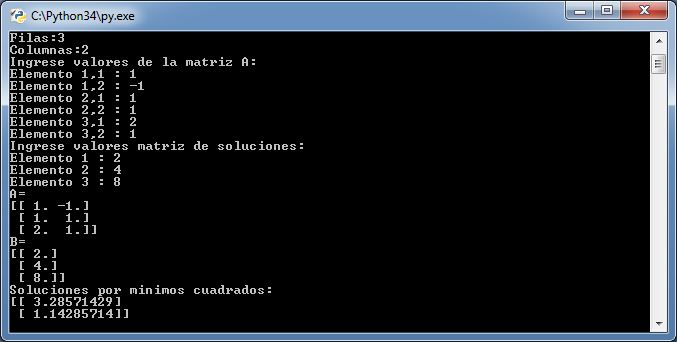 C:\Python34\py.exe
Filas:3
Columnas:2
Ingrese valores de la matriz A:
Elemento 1,1 : 1
Elemento 1,2 : -1
Elemento 2,1 : 1
Elemento 2,2 : 1
Elemento 3,1 : 2
Elemento 3,2 : 1
Ingrese valores matriz de soluciones:
Elemento 1 : 2
Elemento 2 : 4
Elemento 3 : 8
A=
[[ 1. -1.]
 [ 1.  1.]
 [ 2.  1.]]
B=
[[ 2.]
 [ 4.]
 [ 8.]]
Soluciones por minimos cuadrados:
[[ 3.28571429]
 [ 1.14285714]]